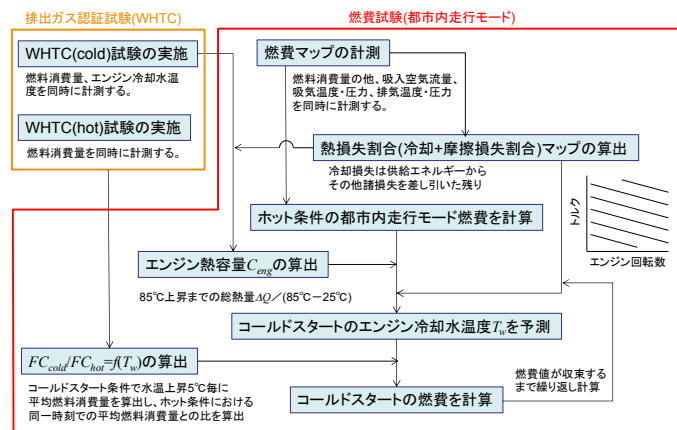 排出ガス認証試験(WHTC)
燃費試験(都市内走行モード)
WHTC(cold)試験の実施
燃料消費量、エンジン冷却水温
度を同時に計測する。
WHTC(hot)試験の実施
燃料消費量を同時に計測する。
燃費マップの計測
燃料消費量の他、吸入空気流量、
吸気温度・圧力、排気温度・圧力
を同時に計測する。
熱損失割合(冷却+摩擦損失割合)マップの算出
冷却損失は供給エネルギーから
その他諸損失を差し引いた残り
トルク
エンジン回転数
ホット条件の都市内走行モード燃費を計算
エンジン熱容量Cengの算出
85℃上昇までの総熱量ΔQ/(85℃-25℃)
コールドスタートのエンジン冷却水温度Twを予測
FCcold/FChot=f(Tw)の算出
コールドスタート条件で水温上昇5℃毎に
平均燃料消費量を算出し、ホット条件における
同一時刻での平均燃料消費量との比を算出
コールドスタートの燃費を計算
燃費値が収束する
まで繰り返し計算